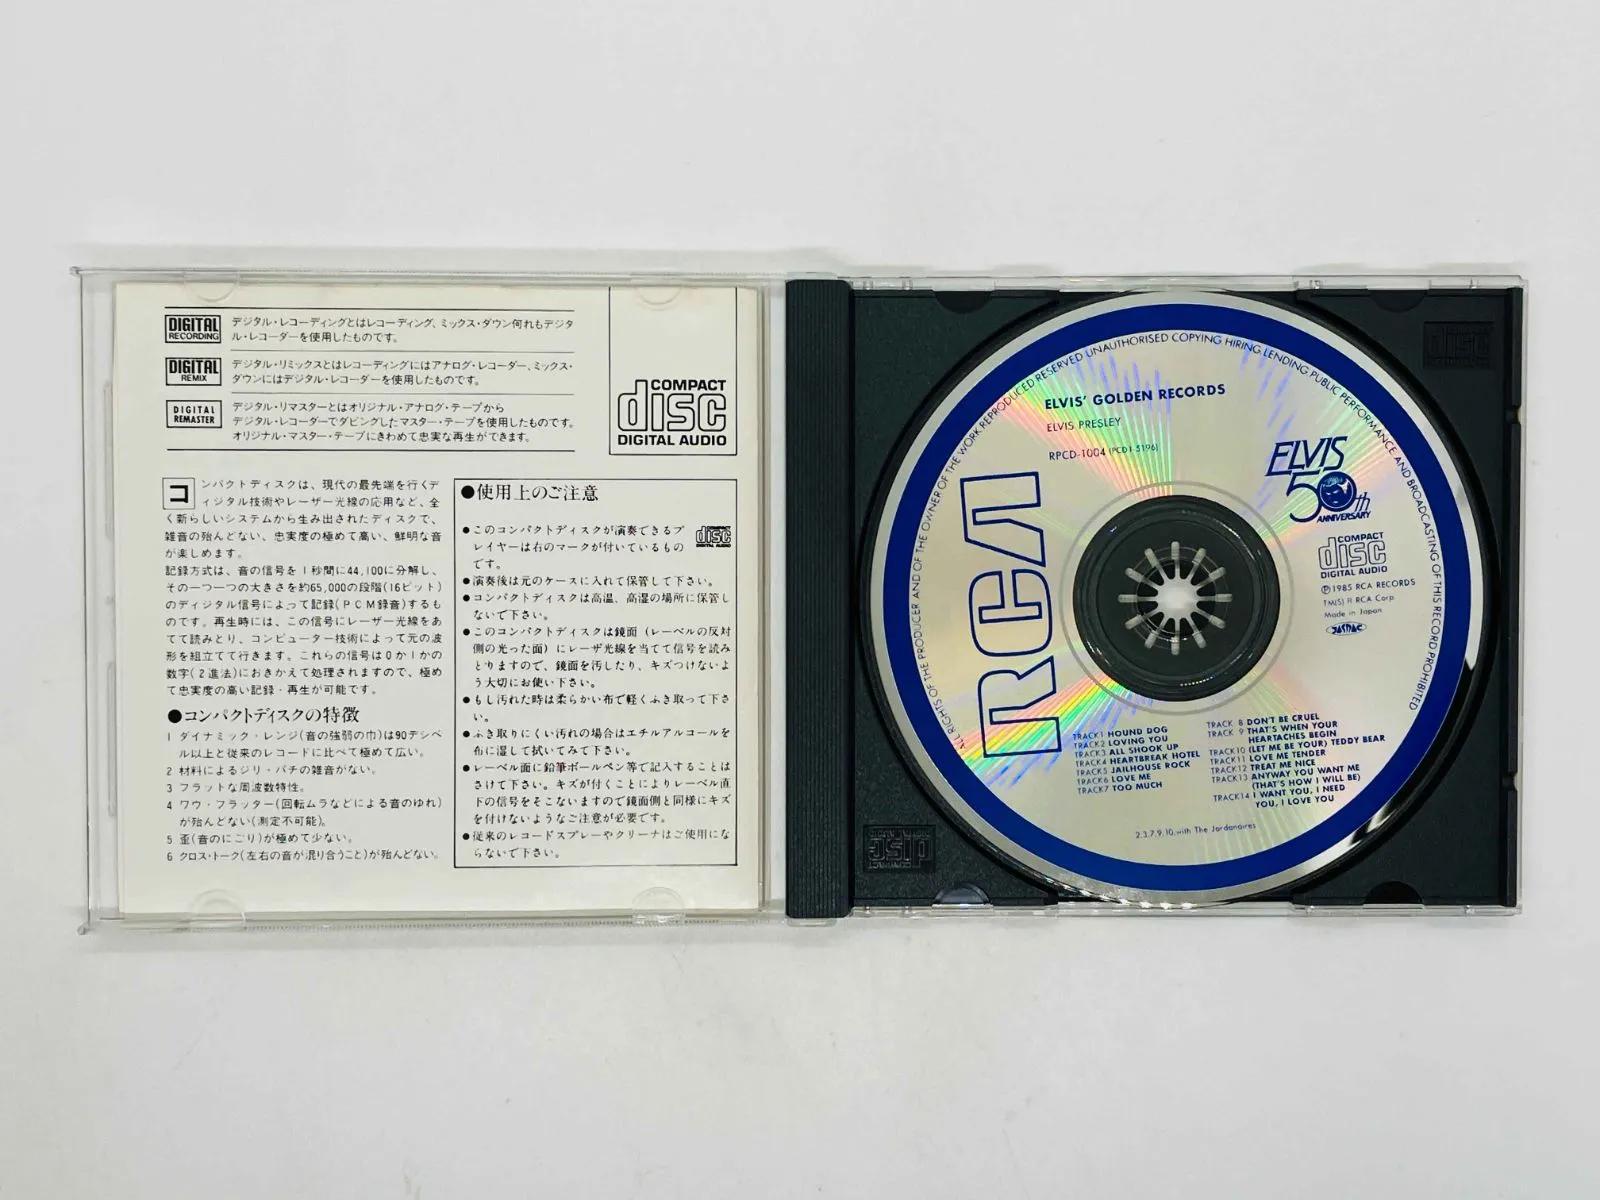 DIGITAL
RECORDING
デジタル・レコーディングとはレコーディング、ミックス・ダウン何れもデジタ
ル・レコーダーを使用したものです。
DIGITAL
REMIX
デジタル・リミックスとはレコーディングにはアナログ・レコーダー、ミックス・
ダウンにはデジタル・レコーダーを使用したものです。
DIGITAL
REMASTER
デジタル・リマスターとはオリジナル・アナログ・テープから
デジタル・レコーダーでダビングしたマスター・テープを使用したものです。
オリジナル・マスター・テープにきわめて忠実な再生ができます。
COMPACT
disc
DIGITAL AUDIO
コンパクトディスクは、現代の最先端を行くデ
ィジタル技術やレーザー光線の応用など、全
く新らしいシステムから生み出されたディスクで、
雑音の殆んどない、忠実度の極めて高い、鮮明な音
が楽しめます。
記録方式は、音の信号を1秒間に44,100に分解し、
その一つ一つの大きさを約65,000の段階(16ビット)
のディジタル信号によって記録(PCM録音)するも
のです。再生時には、この信号にレーザー光線をあ
てて読みとり、コンピューター技術によって元の波
形を組立てて行きます。これらの信号は0か1かの
数字(2進法)におきかえて処理されますので、極め
て忠実度の高い記録・再生が可能です。
●コンパクトディスクの特徴
1 ダイナミック・レンジ(音の強弱の巾)は90デシベ
ル以上と従来のレコードに比べて極めて広い。
2 材料によるジリ・パチの雑音がない。
3 フラットな周波数特性。
4 ワウ・フラッター(回転ムラなどによる音のゆれ)
が殆んどない(測定不可能)。
5 歪(音のにごり)が極めて少ない。
6 クロス・トーク(左右の音が混り合うこと)が殆んどない。
●使用上のご注意
●このコンパクトディスクが演奏できるプ
レイヤーは右のマークが付いているもの
です。
COMPACT
disc
DIGITAL AUDIO
●演奏後は元のケースに入れて保管して下さい。
●コンパクトディスクは高温、高湿の場所に保管し
ないで下さい。
●このコンパクトディスクは鏡面(レーベルの反対
側の光った面)にレーザ光線を当てて信号を読み
とりますので、鏡面を汚したり、キズつけないよ
う大切にお使い下さい。
●もし汚れた時は柔らかい布で軽くふき取って下さ
い。
●ふき取りにくい汚れの場合はエチルアルコールを
布に湿して拭いてみて下さい。
●レーベル面に鉛筆ボールペン等で記入することは
さけて下さい。キズが付くことによりレーベル直
下の信号をそこないますので鏡面側と同様にキズ
を付けないようなご注意が必要です。
●従来のレコードスプレーやクリーナはご使用にな
らないで下さい。
ALL RIGHTS OF THE PRODUCER AND OF THE OWNER OF THE WORK REPRODUCED RESERVED UNAUTHORISED COPYING HIRING LENDING PUBLIC PERFORMANCE AND BROADCASTING OF THIS RECORD PROHIBITED
ELVIS' GOLDEN RECORDS
ELVIS PRESLEY
RPCD-1004 (PCD1-5196)
RCA
ELVIS
50th
ANNIVERSARY
COMPACT
disc
DIGITAL AUDIO
Ⓟ1985 RCA RECORDS
TM(S) ® RCA Corp.
Made in Japan
JASRAC
TRACK1 HOUND DOG
TRACK2 LOVING YOU
TRACK3 ALL SHOOK UP
TRACK4 HEARTBREAK HOTEL
TRACK5 JAILHOUSE ROCK
TRACK6 LOVE ME
TRACK7 TOO MUCH
TRACK 8 DON'T BE CRUEL
TRACK 9 THAT'S WHEN YOUR
HEARTACHES BEGIN
TRACK10 (LET ME BE YOUR) TEDDY BEAR
TRACK11 LOVE ME TENDER
TRACK12 TREAT ME NICE
TRACK13 ANYWAY YOU WANT ME
(THAT'S HOW I WILL BE)
TRACK14 I WANT YOU, I NEED
YOU, I LOVE YOU
2.3.7.9.10. with The Jordanaires
COMPACT
disc
COMPACT
disc